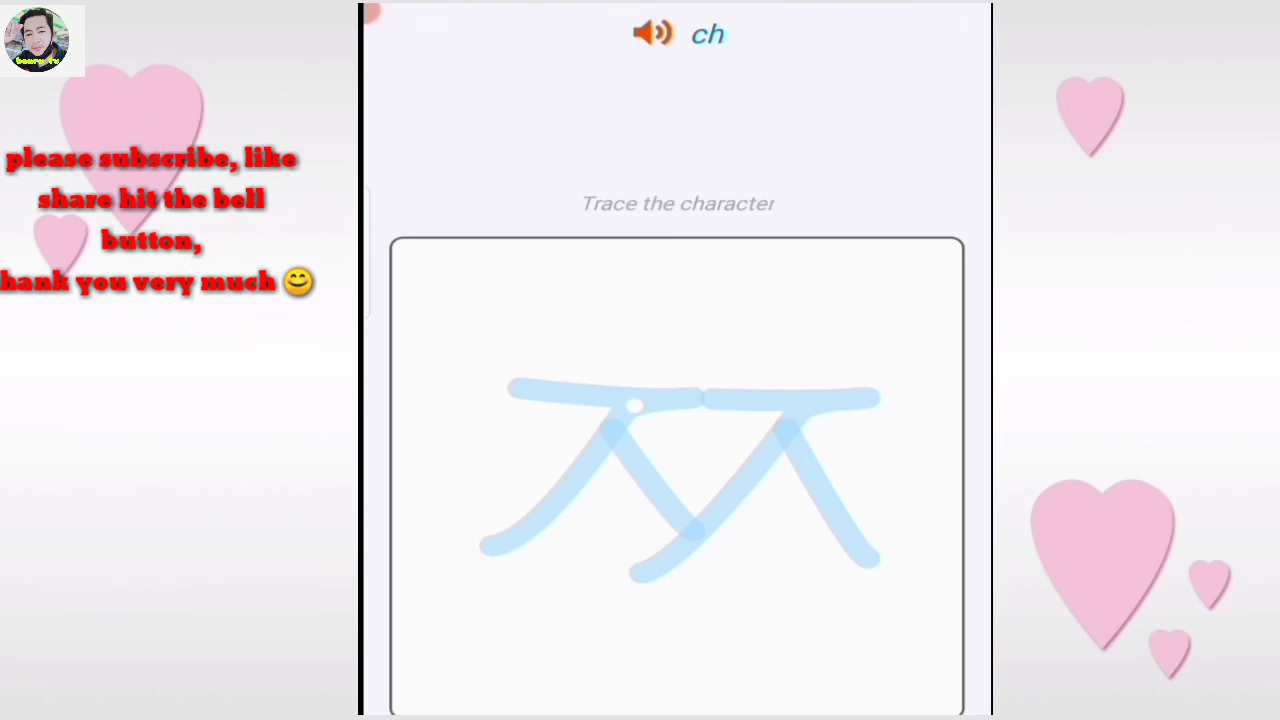 ch
please subscribe, like
share hit the bell
button,
hank you very much 😊
Trace the character
ㅉ